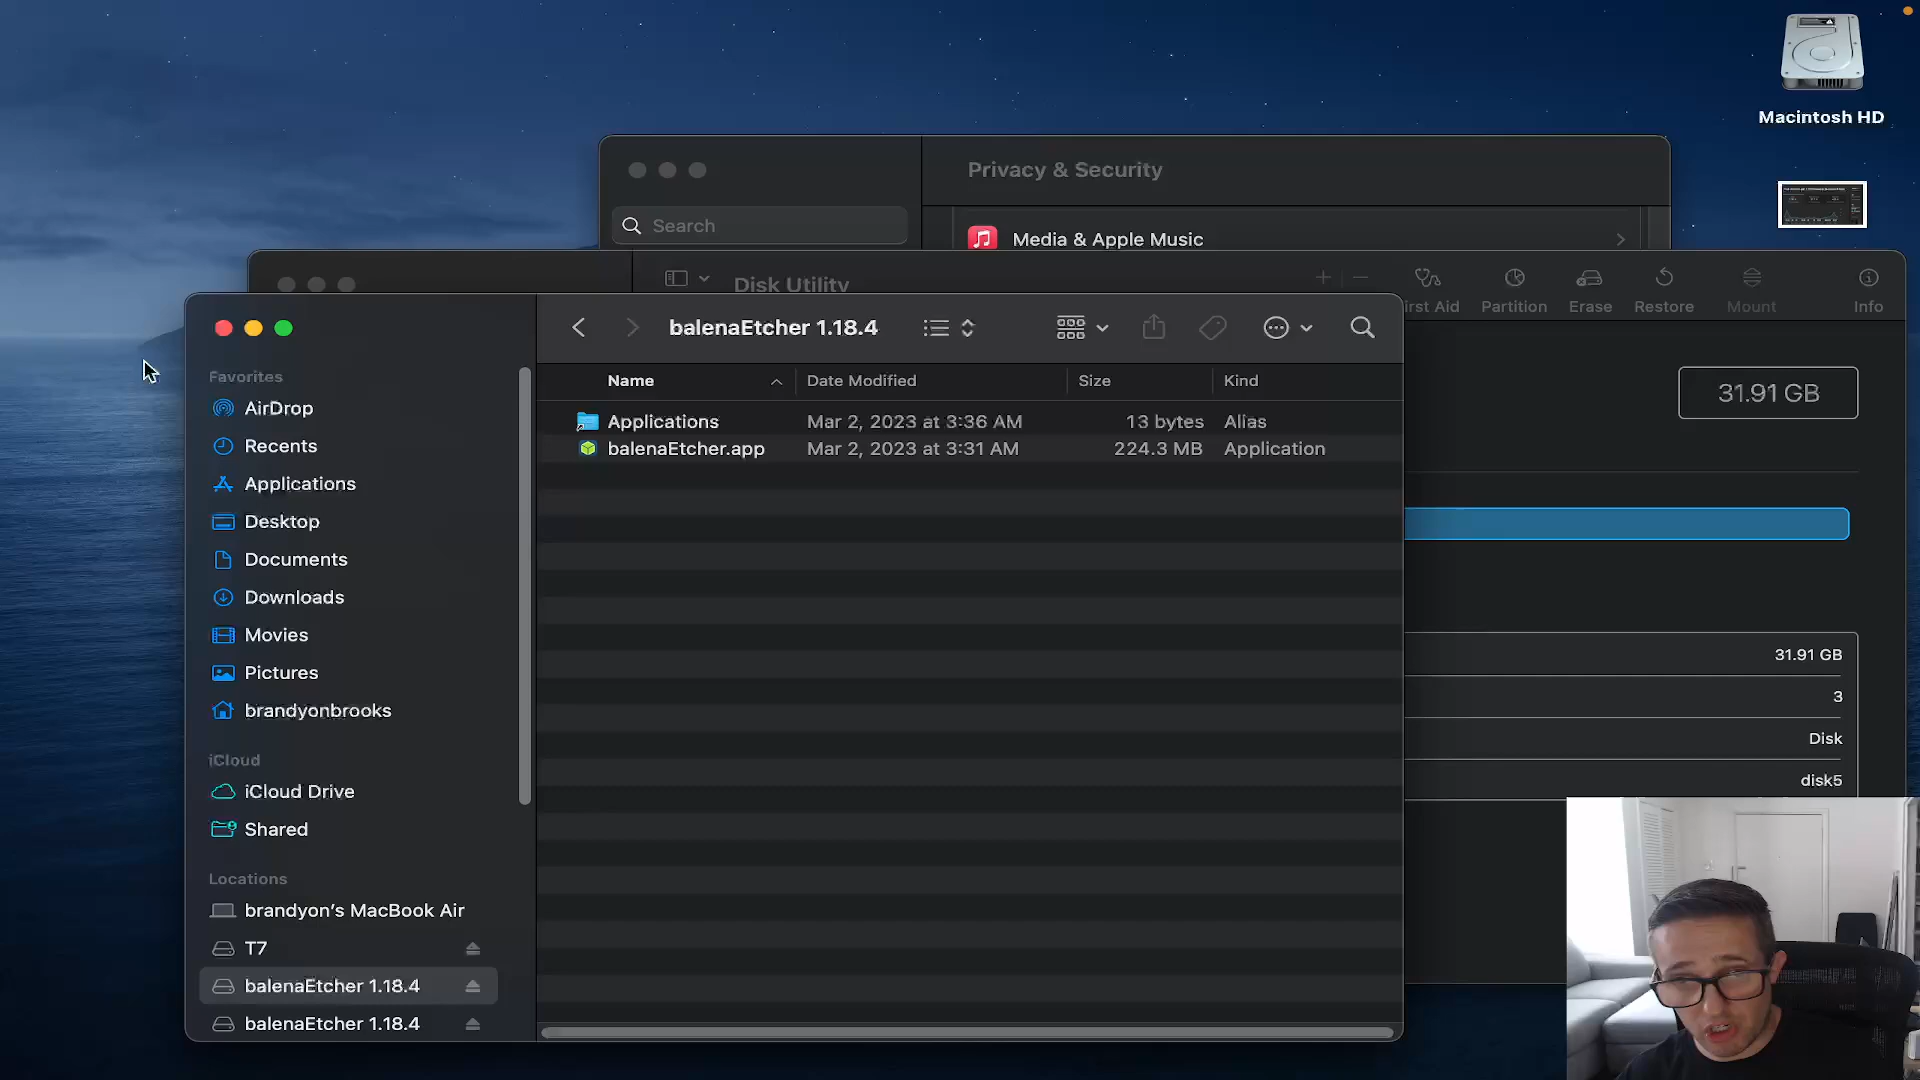 Macintosh HD
Privacy & Security
Search
Media & Apple Music
Disk Utility
irst Aid
Partition
Erase
Restore
Mount
Info
balenaEtcher 1.18.4
31.91 GB
Favorites
AirDrop
Recents
Applications
Desktop
Documents
Downloads
Movies
Pictures
brandyonbrooks
iCloud
iCloud Drive
Shared
Locations
brandyon's MacBook Air
T7
balenaEtcher 1.18.4
balenaEtcher 1.18.4
Name Date Modified Size Kind
Applications Mar 2, 2023 at 3:36 AM 13 bytes Alias
balenaEtcher.app Mar 2, 2023 at 3:31 AM 224.3 MB Application
31.91 GB
3
Disk
disk5